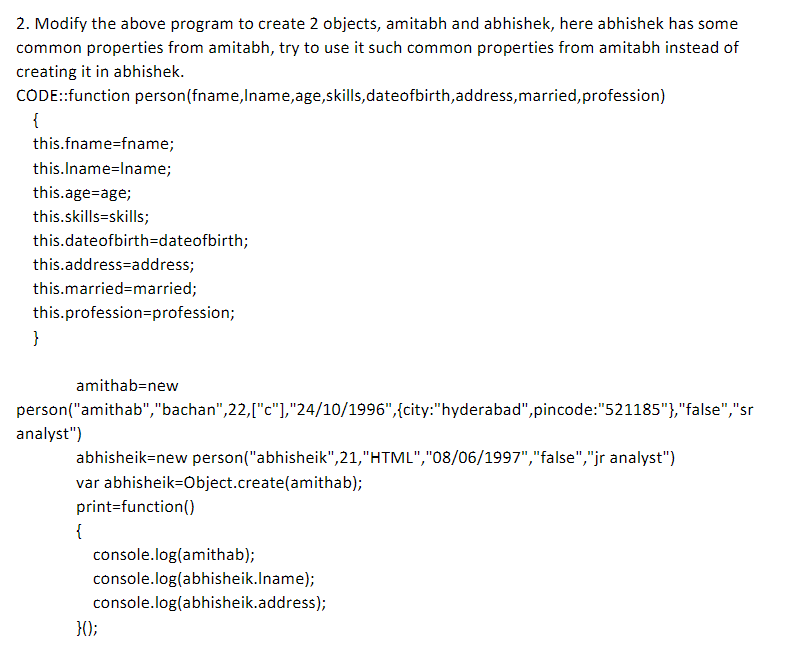 2. Modify the above program to create 2 objects, amitabh and abhishek, here abhishek has some
common properties from amitabh, try to use it such common properties from amitabh instead of
creating it in abhishek.
CODE::function person(fname,lname,age,skills,dateofbirth,address,married,profession)
{
this.fname=fname;
this.lname=lname;
this.age=age;
this.skills=skills;
this.dateofbirth=dateofbirth;
this.address=address;
this.married=married;
this.profession=profession;
}
amithab=new
person("amithab","bachan",22,["c"],"24/10/1996",{city:"hyderabad",pincode:"521185"},"false","sr
analyst")
abhisheik=new person("abhisheik",21,"HTML","08/06/1997","false","jr analyst")
var abhisheik=Object.create(amithab);
print=function()
{
console.log(amithab);
console.log(abhisheik.lname);
console.log(abhisheik.address);
}();